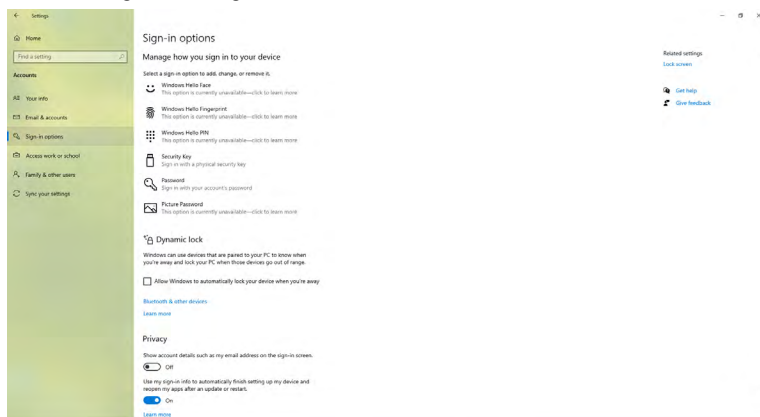 Settings
Home
Find a setting
Accounts
Your info
Email & accounts
Sign-in options
Access work or school
Family & other users
Sync your settings
Sign-in options
Manage how you sign in to your device
Select a sign-in option to add, change, or remove it.
Windows Hello Face
This option is currently unavailable—click to learn more
Windows Hello Fingerprint
This option is currently unavailable—click to learn more
Windows Hello PIN
This option is currently unavailable—click to learn more
Security Key
Sign in with a physical security key
Password
Sign in with your account's password
Picture Password
This option is currently unavailable—click to learn more
Dynamic lock
Windows can use devices that are paired to your PC to know when
you're away and lock your PC when those devices go out of range.
Allow Windows to automatically lock your device when you're away
Bluetooth & other devices
Learn more
Privacy
Show account details such as my email address on the sign-in screen.
Off
Use my sign-in info to automatically finish setting up my device and
reopen my apps after an update or restart.
On
Learn more
Related settings
Lock screen
Get help
Give feedback